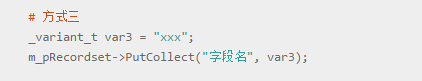 # 方式三
_variant_t var3 = "xxx";
m_pRecordset->PutCollect("字段名", var3);